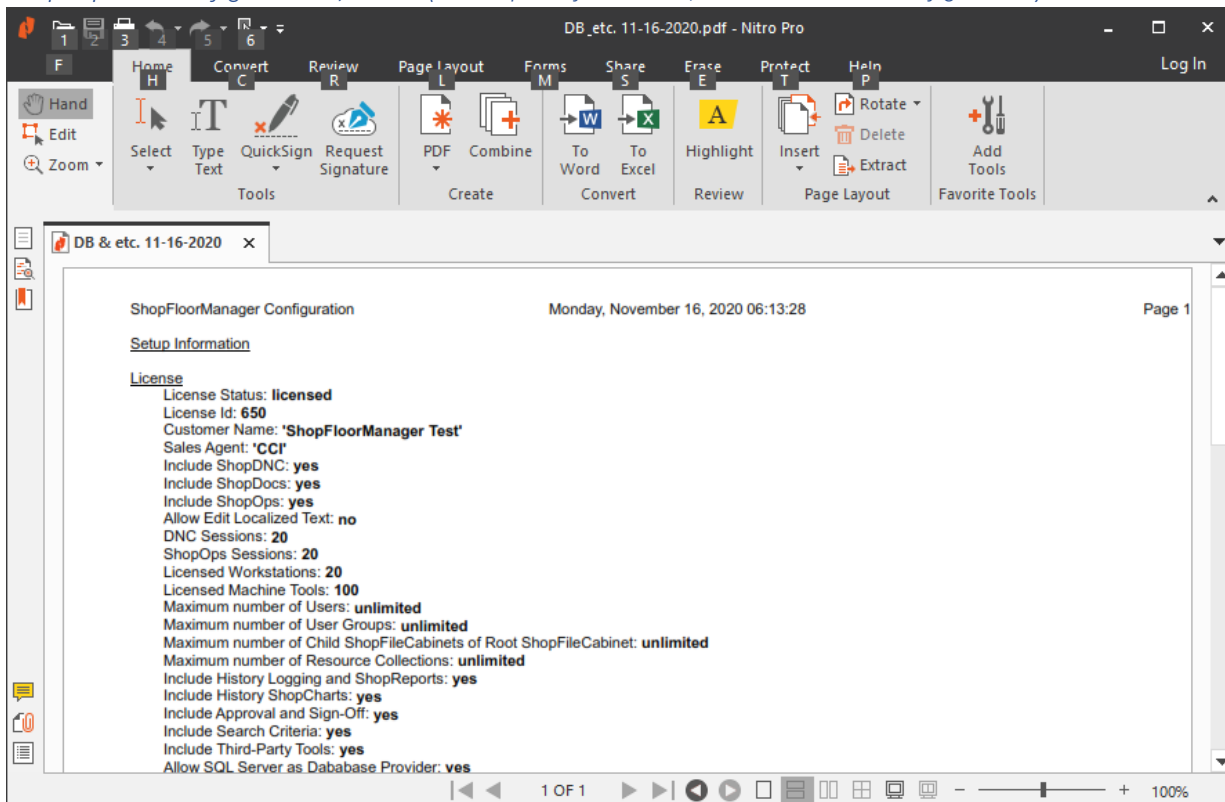 DB_etc. 11-16-2020.pdf - Nitro Pro
1 2 3 4 5 6
F
Home Convert Review Page Layout Forms Share Erase Protect Help Log In
H C R L M S E T P
Hand
Edit
Zoom
Select
Type Text
QuickSign
Request Signature
Tools
PDF
Combine
Create
To Word
To Excel
Convert
Highlight
Review
Insert
Rotate
Delete
Extract
Page Layout
Add Tools
Favorite Tools
DB & etc. 11-16-2020
ShopFloorManager Configuration Monday, November 16, 2020 06:13:28 Page 1
Setup Information
License
License Status: licensed
License Id: 650
Customer Name: 'ShopFloorManager Test'
Sales Agent: 'CCI'
Include ShopDNC: yes
Include ShopDocs: yes
Include ShopOps: yes
Allow Edit Localized Text: no
DNC Sessions: 20
ShopOps Sessions: 20
Licensed Workstations: 20
Licensed Machine Tools: 100
Maximum number of Users: unlimited
Maximum number of User Groups: unlimited
Maximum number of Child ShopFileCabinets of Root ShopFileCabinet: unlimited
Maximum number of Resource Collections: unlimited
Include History Logging and ShopReports: yes
Include History ShopCharts: yes
Include Approval and Sign-Off: yes
Include Search Criteria: yes
Include Third-Party Tools: yes
Allow SQL Server as Dababase Provider: yes
1 OF 1
100%